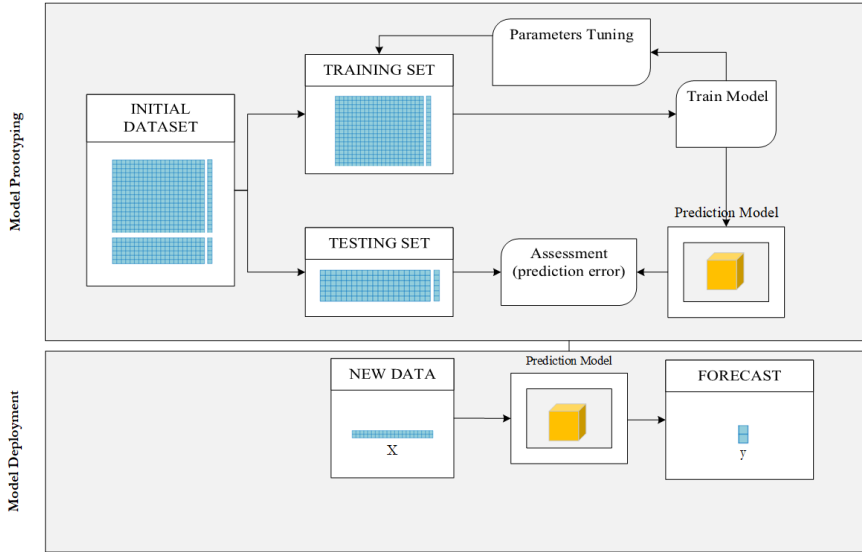 Model Prototyping
Parameters Tuning
TRAINING SET
INITIAL
DATASET
Train Model
Prediction Model
TESTING SET
Assessment
(prediction error)
Model Deployment
Prediction Model
NEW DATA
FORECAST
X
y